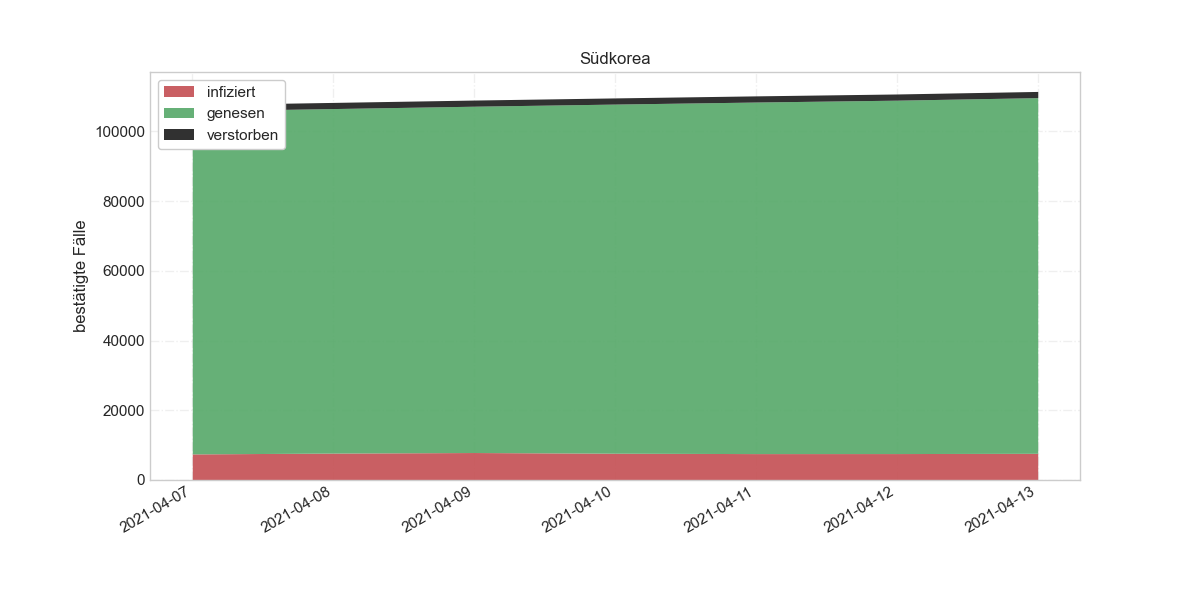 Südkorea
infiziert
genesen
verstorben
bestätigte Fälle
100000
80000
60000
40000
20000
0
2021-04-07
2021-04-08
2021-04-09
2021-04-10
2021-04-11
2021-04-12
2021-04-13